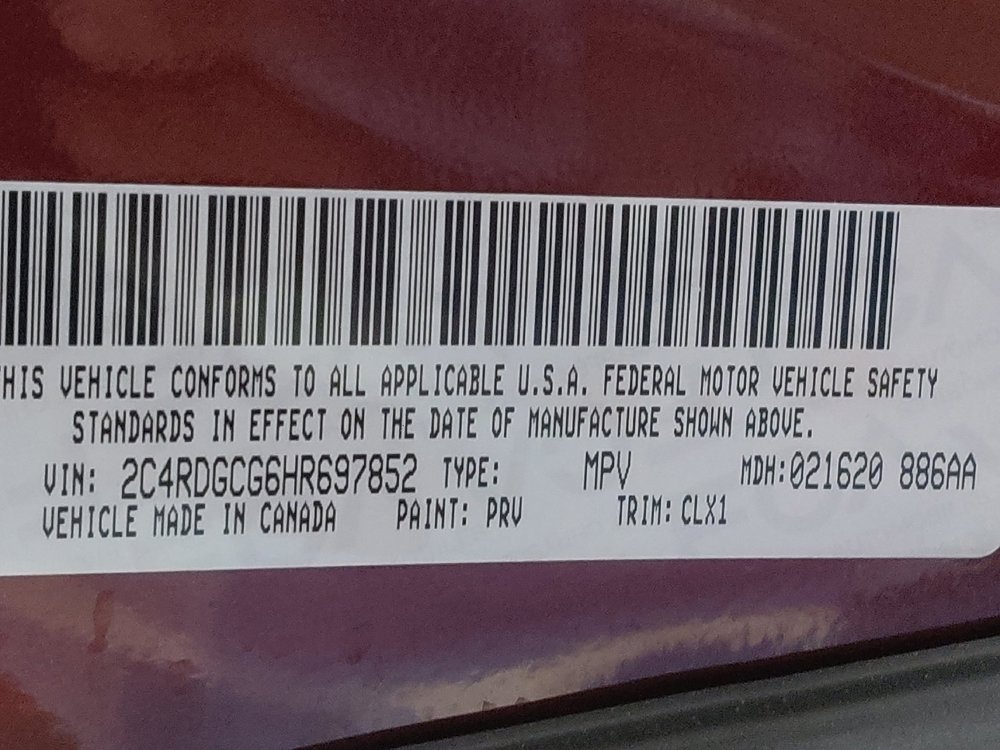 HIS VEHICLE CONFORMS TO ALL APPLICABLE U.S.A. FEDERAL MOTOR VEHICLE SAFETY
STANDARDS IN EFFECT ON THE DATE OF MANUFACTURE SHOWN ABOVE.
VIN: 2C4RDGCG6HR697852 TYPE: MPV MDH:021620 886AA
VEHICLE MADE IN CANADA PAINT: PRV TRIM: CLX1